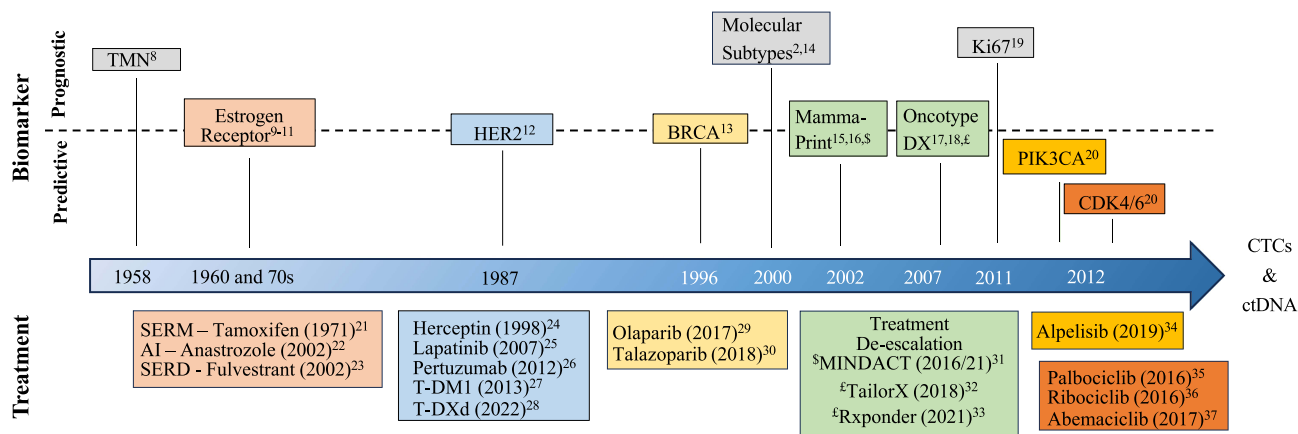 Biomarker
Prognostic
Predictive
TMN⁸
Estrogen
Receptor⁹⁻¹¹
HER2¹²
BRCA¹³
Molecular
Subtypes²,¹⁴
Mamma-
Print¹⁵,¹⁶,$
Oncotype
DX¹⁷,¹⁸,£
Ki67¹⁹
PIK3CA²⁰
CDK4/6²⁰
1958
1960 and 70s
1987
1996
2000
2002
2007
2011
2012
CTCs
&
ctDNA
Treatment
SERM – Tamoxifen (1971)²¹
AI – Anastrozole (2002)²²
SERD - Fulvestrant (2002)²³
Herceptin (1998)²⁴
Lapatinib (2007)²⁵
Pertuzumab (2012)²⁶
T-DM1 (2013)²⁷
T-DXd (2022)²⁸
Olaparib (2017)²⁹
Talazoparib (2018)³⁰
Treatment
De-escalation
$MINDACT (2016/21)³¹
£TailorX (2018)³²
£Rxponder (2021)³³
Alpelisib (2019)³⁴
Palbociclib (2016)³⁵
Ribociclib (2016)³⁶
Abemaciclib (2017)³⁷